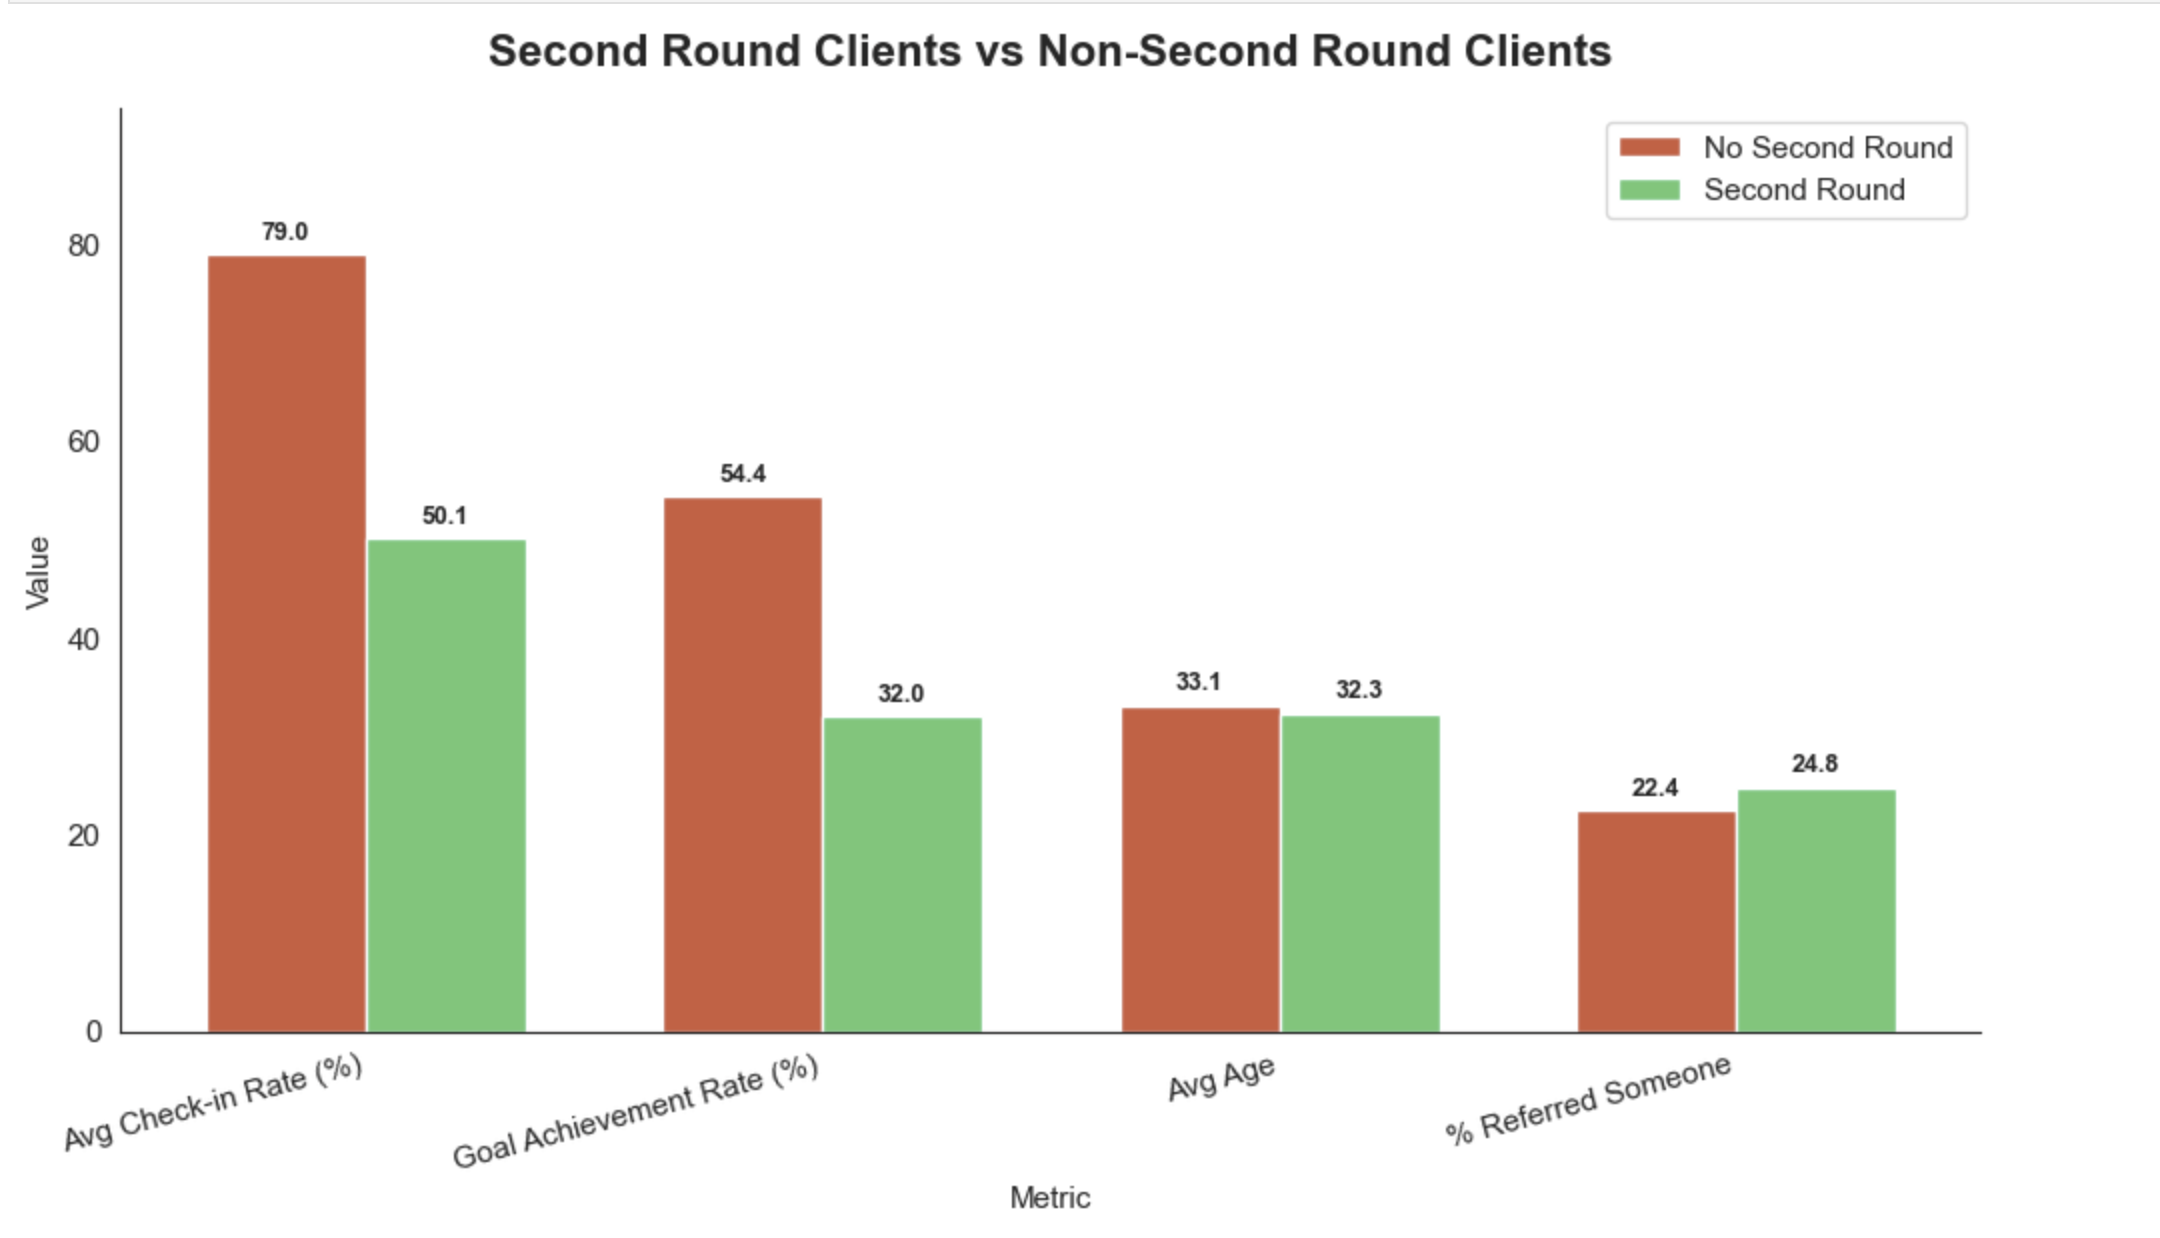 Second Round Clients vs Non-Second Round Clients
No Second Round
Second Round
Value
80
60
40
20
0
79.0
50.1
54.4
32.0
33.1
32.3
22.4
24.8
Avg Check-in Rate (%)
Goal Achievement Rate (%)
Avg Age
% Referred Someone
Metric